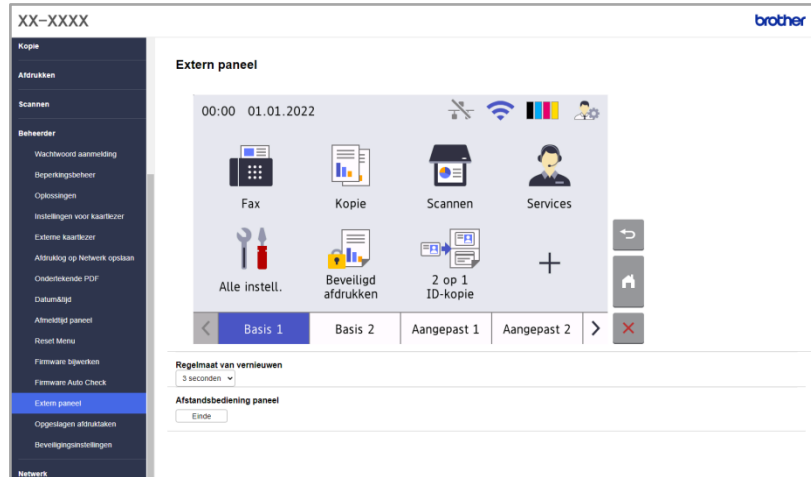 XX-XXXX
brother
Kopie
Afdrukken
Scannen
Beheerder
Wachtwoord aanmelding
Beperkingsbeheer
Oplossingen
Instellingen voor kaartlezer
Externe kaartlezer
Afdruklog op Netwerk opslaan
Ondertekende PDF
Datum&tijd
Afmeldtijd paneel
Reset Menu
Firmware bijwerken
Firmware Auto Check
Extern paneel
Opgeslagen afdruktaken
Beveiligingsinstellingen
Netwerk
Extern paneel
00:00 01.01.2022
Fax
Kopie
Scannen
Services
Alle instell.
Beveiligd
afdrukken
2 op 1
ID-kopie
Basis 1
Basis 2
Aangepast 1
Aangepast 2
Regelmaat van vernieuwen
3 seconden
Afstandsbediening paneel
Einde